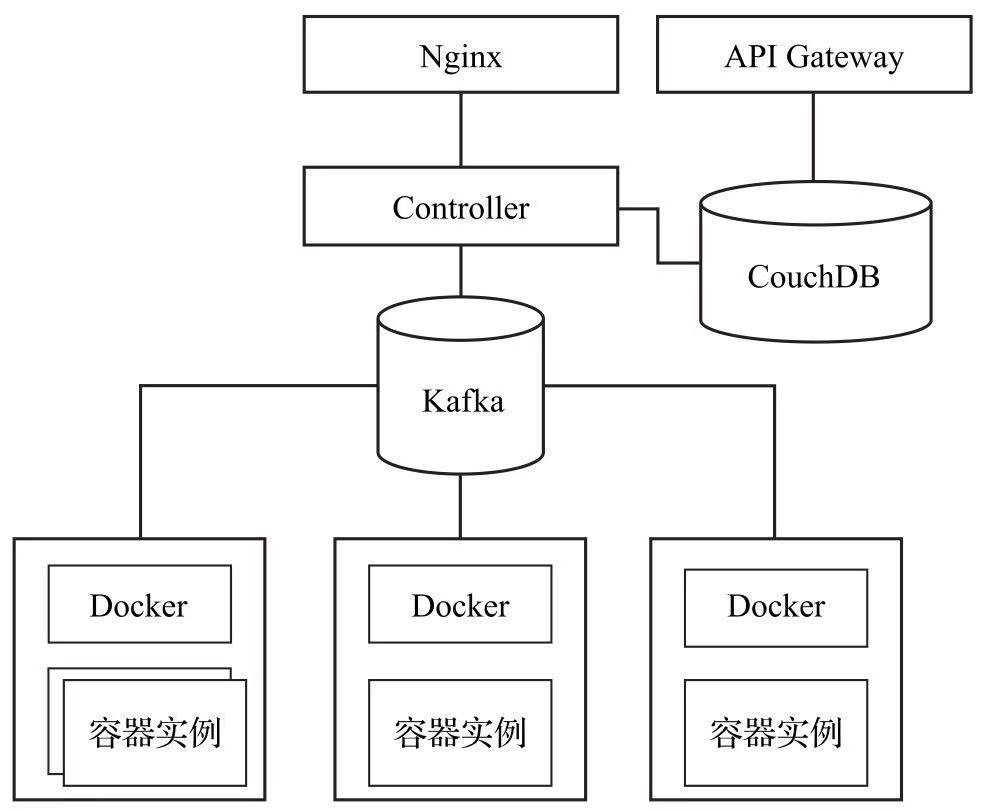 Nginx
API Gateway
Controller
CouchDB
Kafka
Docker
Docker
Docker
容器实例
容器实例
容器实例